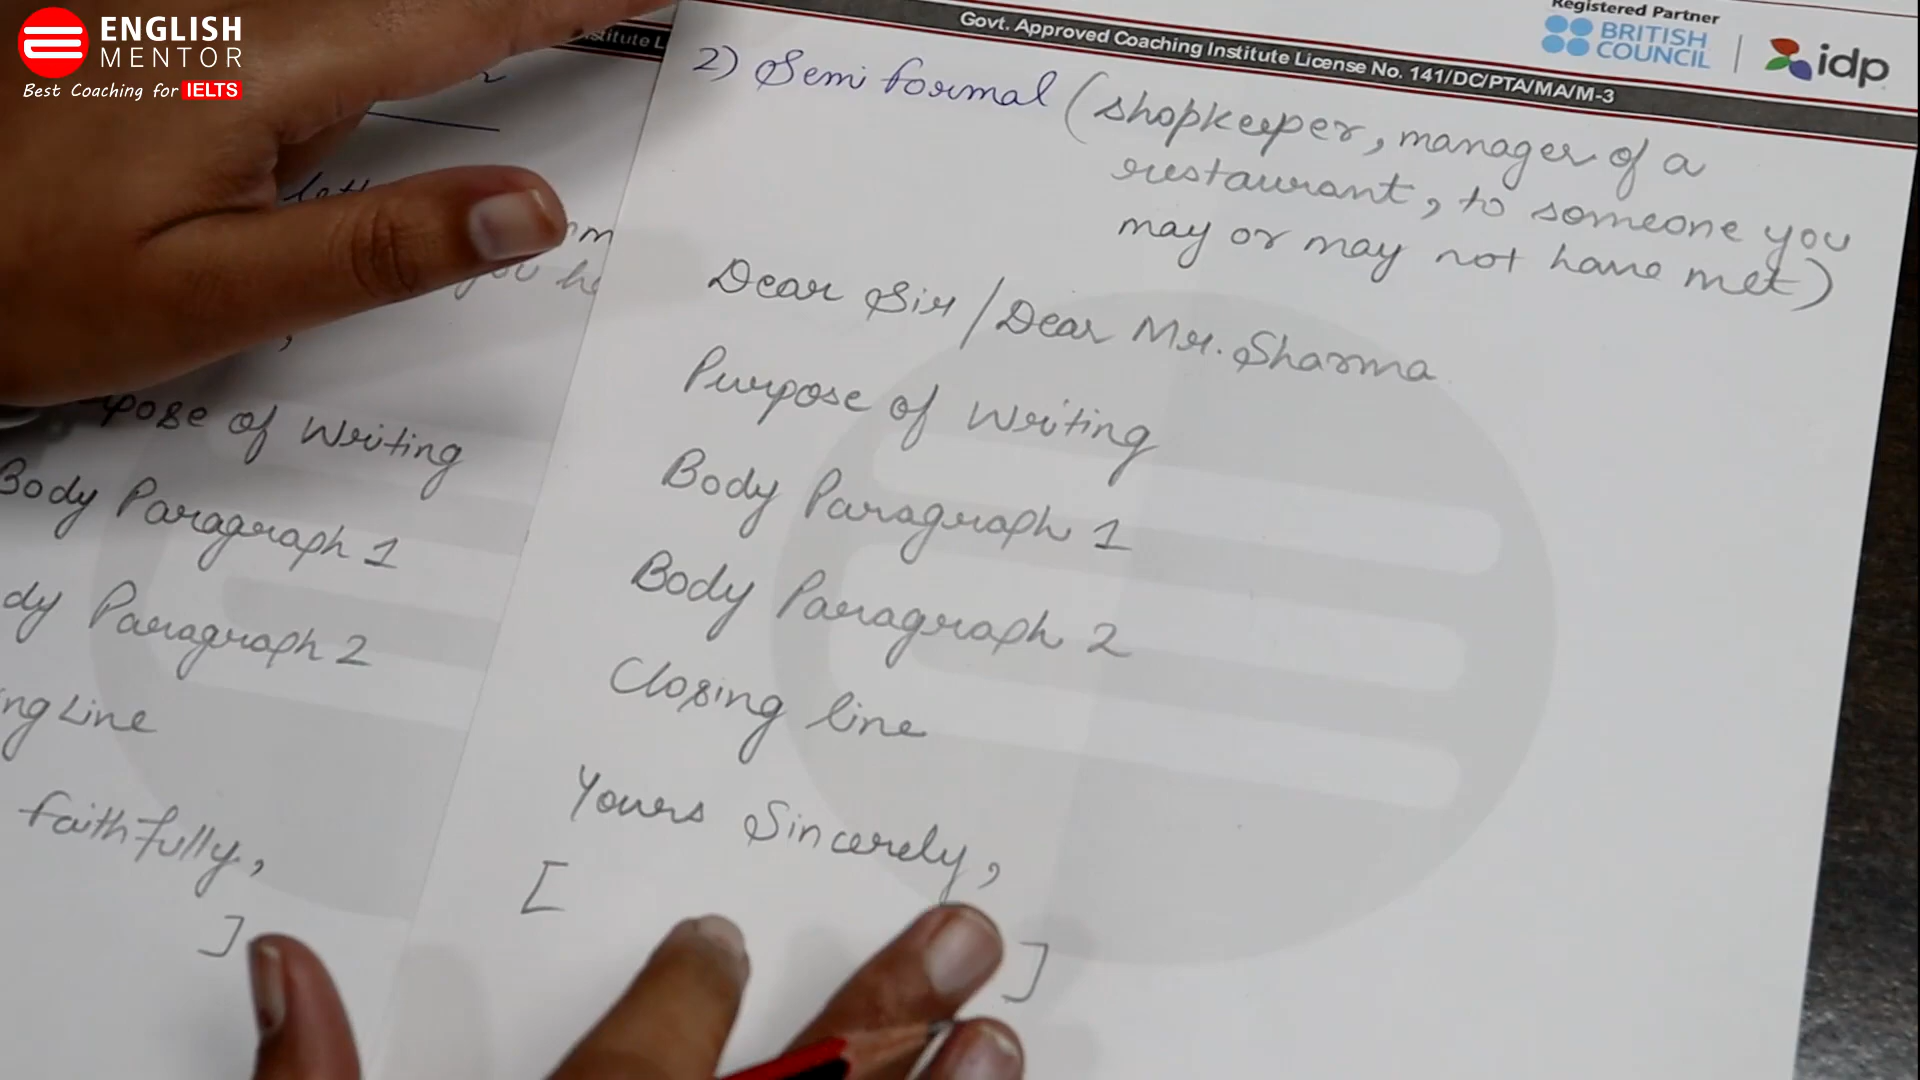 ENGLISH
MENTOR
Best Coaching for IELTS
Registered Partner
BRITISH
COUNCIL
idp
Govt. Approved Coaching Institute License No. 141/DC/PTA/MA/M-3
2) Semi formal (shopkeeper, manager of a
restaurant, to someone you
may or may not have met)
Dear Sir/Dear Mr. Sharma
Purpose of Writing
Body Paragraph 1
Body Paragraph 2
Closing line
Yours Sincerely,
[ ]
of Writing
Body Paragraph 1
Paragraph 2
Line
faithfully,
]